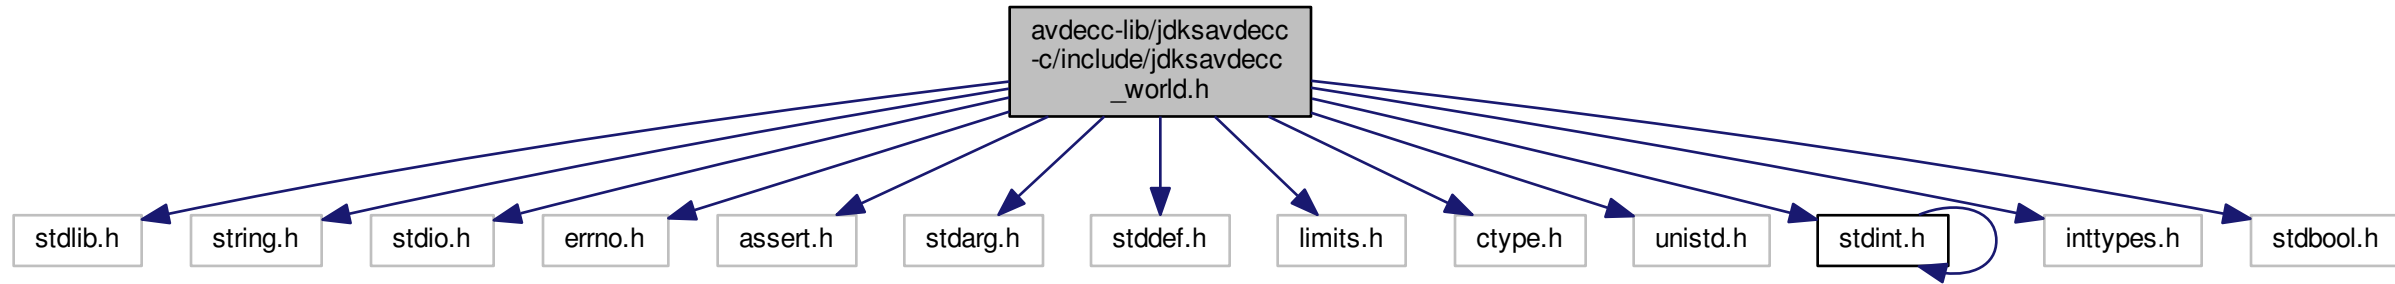 avdecc-lib/jdksavdecc
-c/include/jdksavdecc
_world.h
stdlib.h
string.h
stdio.h
errno.h
assert.h
stdarg.h
stddef.h
limits.h
ctype.h
unistd.h
stdint.h
inttypes.h
stdbool.h